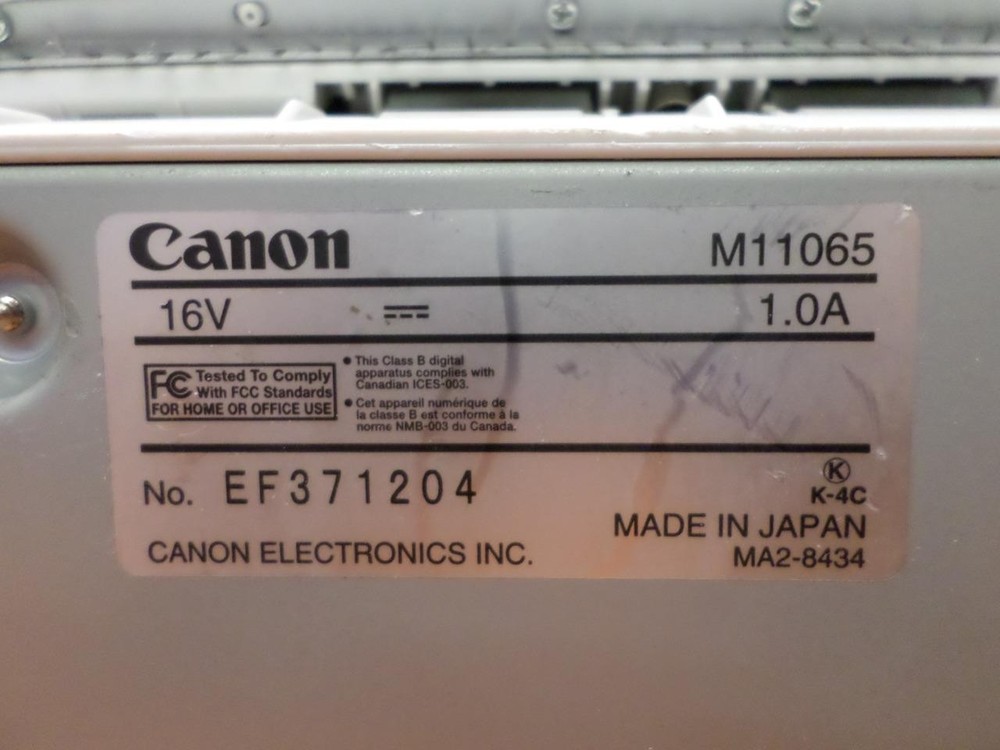 Canon M11065
16V ⎓ 1.0A
FC Tested To Comply
With FCC Standards
FOR HOME OR OFFICE USE
• This Class B digital
apparatus complies with
Canadian ICES-003.
• Cet appareil numérique de
la classe B est conforme à la
norme NMB-003 du Canada.
No. EF371204
K
K-4C
MADE IN JAPAN
CANON ELECTRONICS INC. MA2-8434